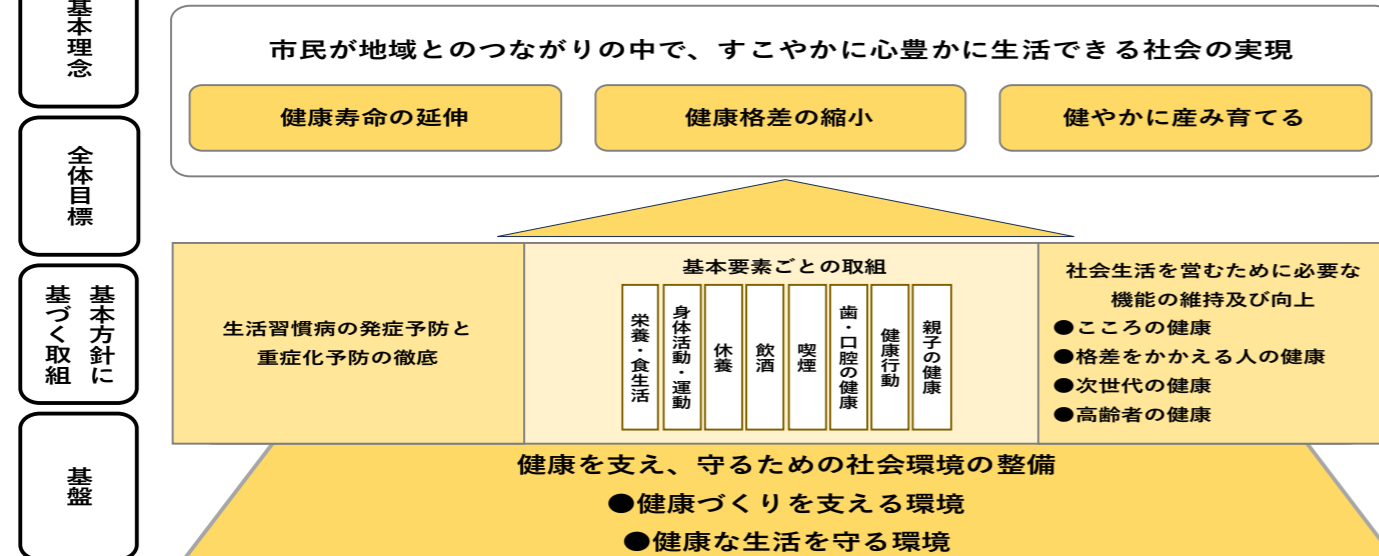 基本理念
市民が地域とのつながりの中で、すこやかに心豊かに生活できる社会の実現
健康寿命の延伸
健康格差の縮小
健やかに産み育てる
全体目標
基本方針に
基づく取組
生活習慣病の発症予防と
重症化予防の徹底
基本要素ごとの取組
栄養・食生活
身体活動・運動
休養
飲酒
喫煙
歯・口腔の健康
健康行動
親子の健康
社会生活を営むために必要な
機能の維持及び向上
●こころの健康
●格差をかかえる人の健康
●次世代の健康
●高齢者の健康
基盤
健康を支え、守るための社会環境の整備
●健康づくりを支える環境
●健康な生活を守る環境